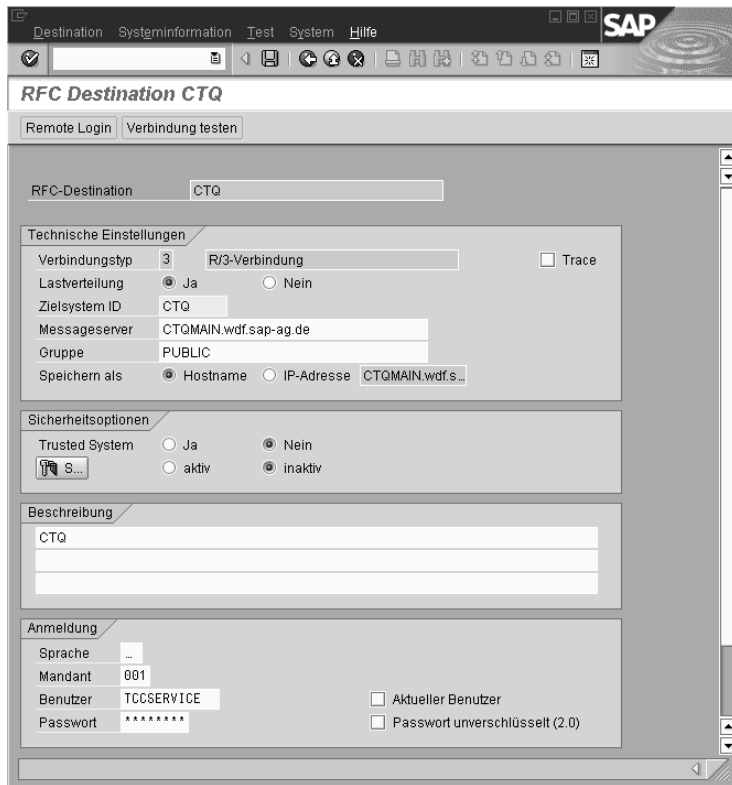 Destination Systeminformation Test System Hilfe
SAP
RFC Destination CTQ
Remote Login Verbindung testen
RFC-Destination CTQ
Technische Einstellungen
Verbindungstyp 3 R/3-Verbindung Trace
Lastverteilung Ja Nein
Zielsystem ID CTQ
Messageserver CTQMAIN.wdf.sap-ag.de
Gruppe PUBLIC
Speichern als Hostname IP-Adresse CTQMAIN.wdf.s...
Sicherheitsoptionen
Trusted System Ja Nein
S... aktiv inaktiv
Beschreibung
CTQ
Anmeldung
Sprache ...
Mandant 001
Benutzer TCCSERVICE Aktueller Benutzer
Passwort ******** Passwort unverschlüsselt (2.0)